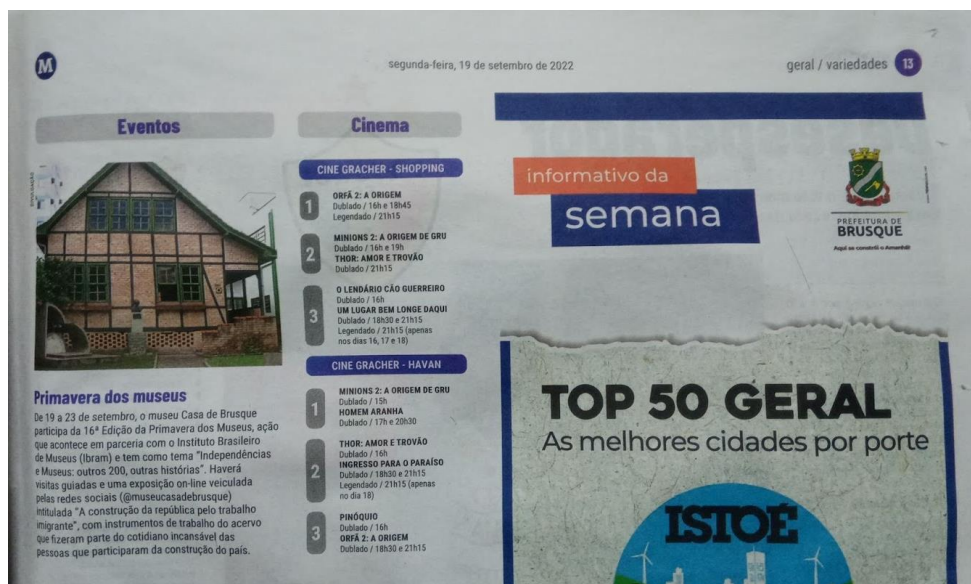 M
segunda-feira, 19 de setembro de 2022
geral / variedades 13
Eventos
Primavera dos museus
De 19 a 23 de setembro, o museu Casa de Brusque
participa da 16ª Edição da Primavera dos Museus, ação
que acontece em parceria com o Instituto Brasileiro
de Museus (Ibram) e tem como tema "Independências
e Museus: outros 200, outras histórias". Haverá
visitas guiadas e uma exposição on-line veiculada
pelas redes sociais (@museucasadebrusque)
intitulada "A construção da república pelo trabalho
imigrante", com instrumentos de trabalho do acervo
que fizeram parte do cotidiano incansável das
pessoas que participaram da construção do país.
Cinema
CINE GRACHER - SHOPPING
1
ORFÃ 2: A ORIGEM
Dublado / 16h e 18h45
Legendado / 21h15
2
MINIONS 2: A ORIGEM DE GRU
Dublado / 16h e 19h
THOR: AMOR E TROVÃO
Dublado / 21h15
3
O LENDÁRIO CÃO GUERREIRO
Dublado / 16h
UM LUGAR BEM LONGE DAQUI
Dublado / 18h30 e 21h15
Legendado / 21h15 (apenas
nos dias 16, 17 e 18)
CINE GRACHER - HAVAN
1
MINIONS 2: A ORIGEM DE GRU
Dublado / 15h
HOMEM ARANHA
Dublado / 17h e 20h30
2
THOR: AMOR E TROVÃO
Dublado / 16h
INGRESSO PARA O PARAÍSO
Dublado / 18h30 e 21h15
Legendado / 21h15 (apenas
no dia 18)
3
PINÓQUIO
Dublado / 16h
ORFÃ 2: A ORIGEM
Dublado / 18h30 e 21h15
informativo da
semana
PREFEITURA DE
BRUSQUE
Aqui se constrói o Amanhã!
TOP 50 GERAL
As melhores cidades por porte
ISTOÉ